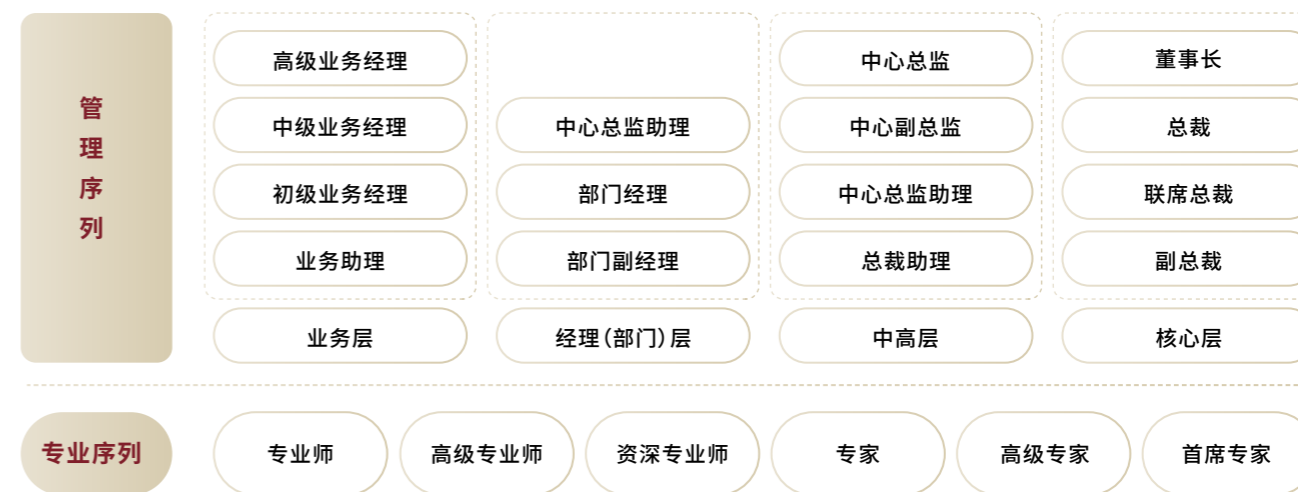 管理序列
高级业务经理
中级业务经理
初级业务经理
业务助理
业务层
中心总监助理
部门经理
部门副经理
经理(部门)层
中心总监
中心副总监
中心总监助理
总裁助理
中高层
董事长
总裁
联席总裁
副总裁
核心层
专业序列
专业师
高级专业师
资深专业师
专家
高级专家
首席专家